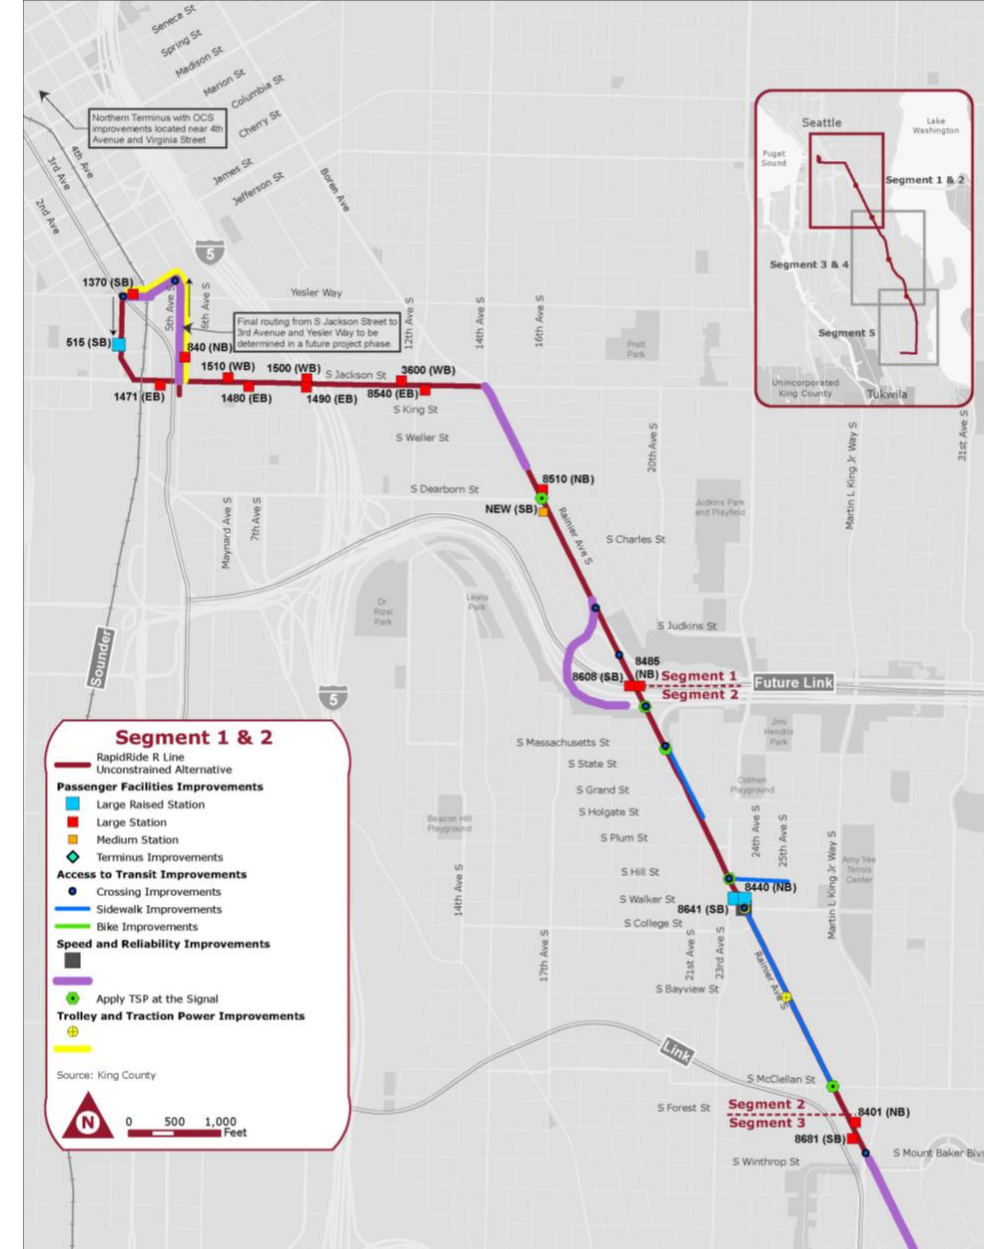 Seneca St
Spring St
Madison St
Marion St
Columbia St
Cherry St
James St
Jefferson St
Boren Ave
Northern Terminus with OCS
improvements located near 4th
Avenue and Virginia Street
4th Ave
3rd Ave
2nd Ave
5
Seattle
Lake
Washington
Puget
Sound
Segment 1 & 2
Segment 3 & 4
Segment 5
Unincorporated
King County
Tukwila
1370 (SB)
5th Ave S
6th Ave S
Yesler Way
Final routing from S Jackson Street to
3rd Avenue and Yesler Way to be
determined in a future project phase.
12th Ave S
14th Ave S
16th Ave S
Pratt
Park
515 (SB)
840 (NB)
1510 (WB)
1500 (WB)
S Jackson St
3600 (WB)
1471 (EB)
1480 (EB)
1490 (EB)
8540 (EB)
S King St
S Weller St
20th Ave S
Martin L King Jr Way S
31st Ave S
S Dearborn St
8510 (NB)
NEW (SB)
Rainier Ave S
Judkins Park
and Playfield
Maynard Ave S
7th Ave S
S Charles St
Dr.
Rizal
Park
Lewis
Park
S Judkins St
Sounder
8485
(NB)
8608 (SB)
Segment 1
Segment 2
Future Link
5
Jimi
Hendrix
Park
S Massachusetts St
S State St
S Grand St
S Holgate St
S Plum St
Colman
Playground
Beacon Hill
Playground
24th Ave S
25th Ave S
Martin L King Jr Way S
Amy Yee
Tennis
Center
14th Ave S
S Hill St
8440 (NB)
S Walker St
8641 (SB)
S College St
17th Ave S
21st Ave S
23rd Ave S
Rainier Ave S
S Bayview St
Link
S McClellan St
S Forest St
Segment 2
Segment 3
8401 (NB)
8681 (SB)
S Winthrop St
S Mount Baker Blv
Segment 1 & 2
RapidRide R Line
Unconstrained Alternative
Passenger Facilities Improvements
Large Raised Station
Large Station
Medium Station
Terminus Improvements
Access to Transit Improvements
Crossing Improvements
Sidewalk Improvements
Bike Improvements
Speed and Reliability Improvements
Apply TSP at the Signal
Trolley and Traction Power Improvements
Source: King County
N
0 500 1,000
Feet